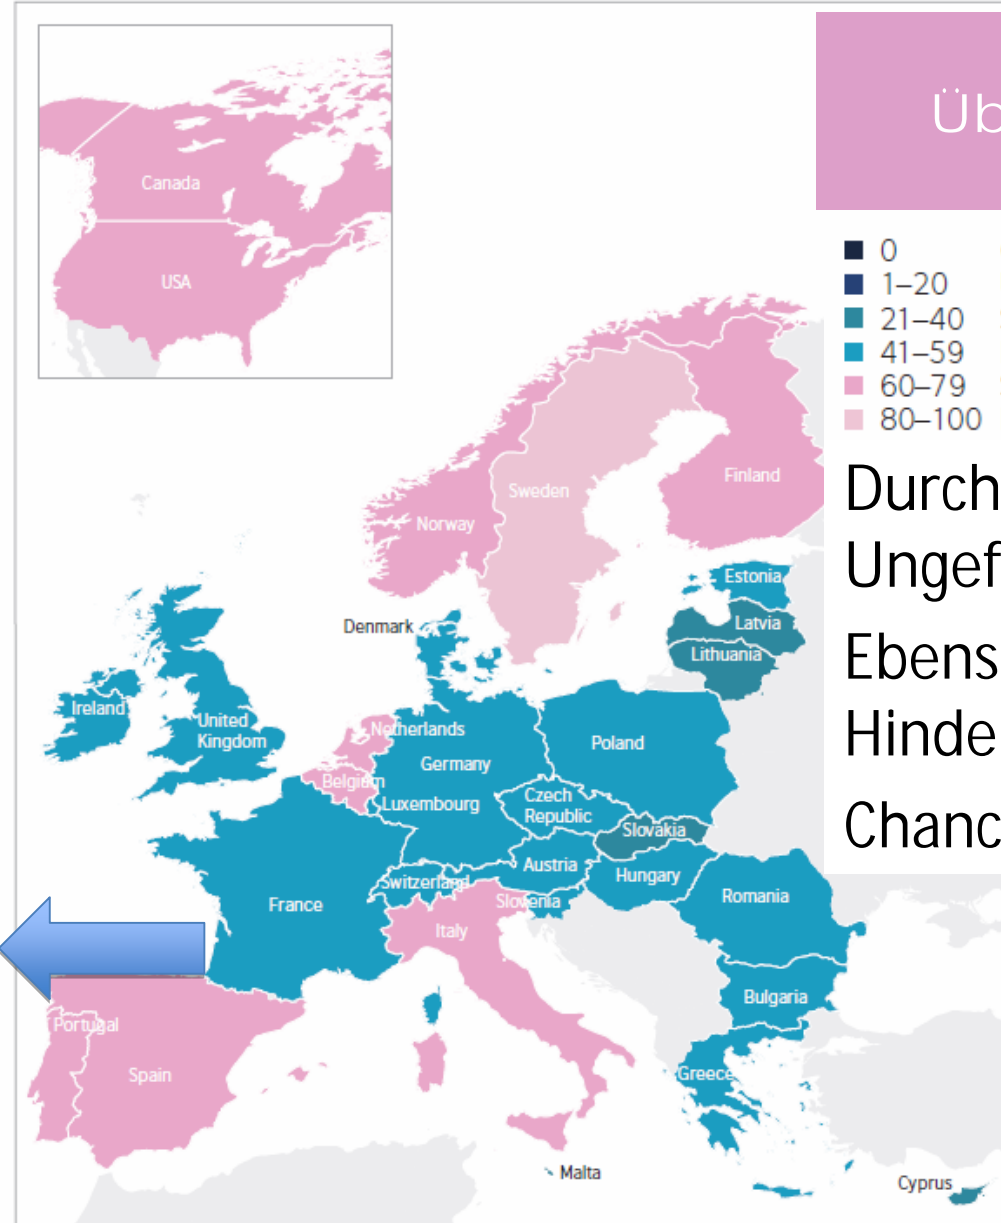 Canada
USA
Üb
0
1–20
21–40
41–59
60–79
80–100
Durch
Ungef
Ebens
Hinde
Chanc
Finland
Sweden
Norway
Estonia
Denmark
Latvia
Lithuania
Ireland
United
Kingdom
Netherlands
Germany
Poland
Belgium
Luxembourg
Czech
Republic
Slovakia
Austria
Hungary
Switzerland
Romania
Slovenia
France
Italy
Bulgaria
Portugal
Spain
Greece
Malta
Cyprus